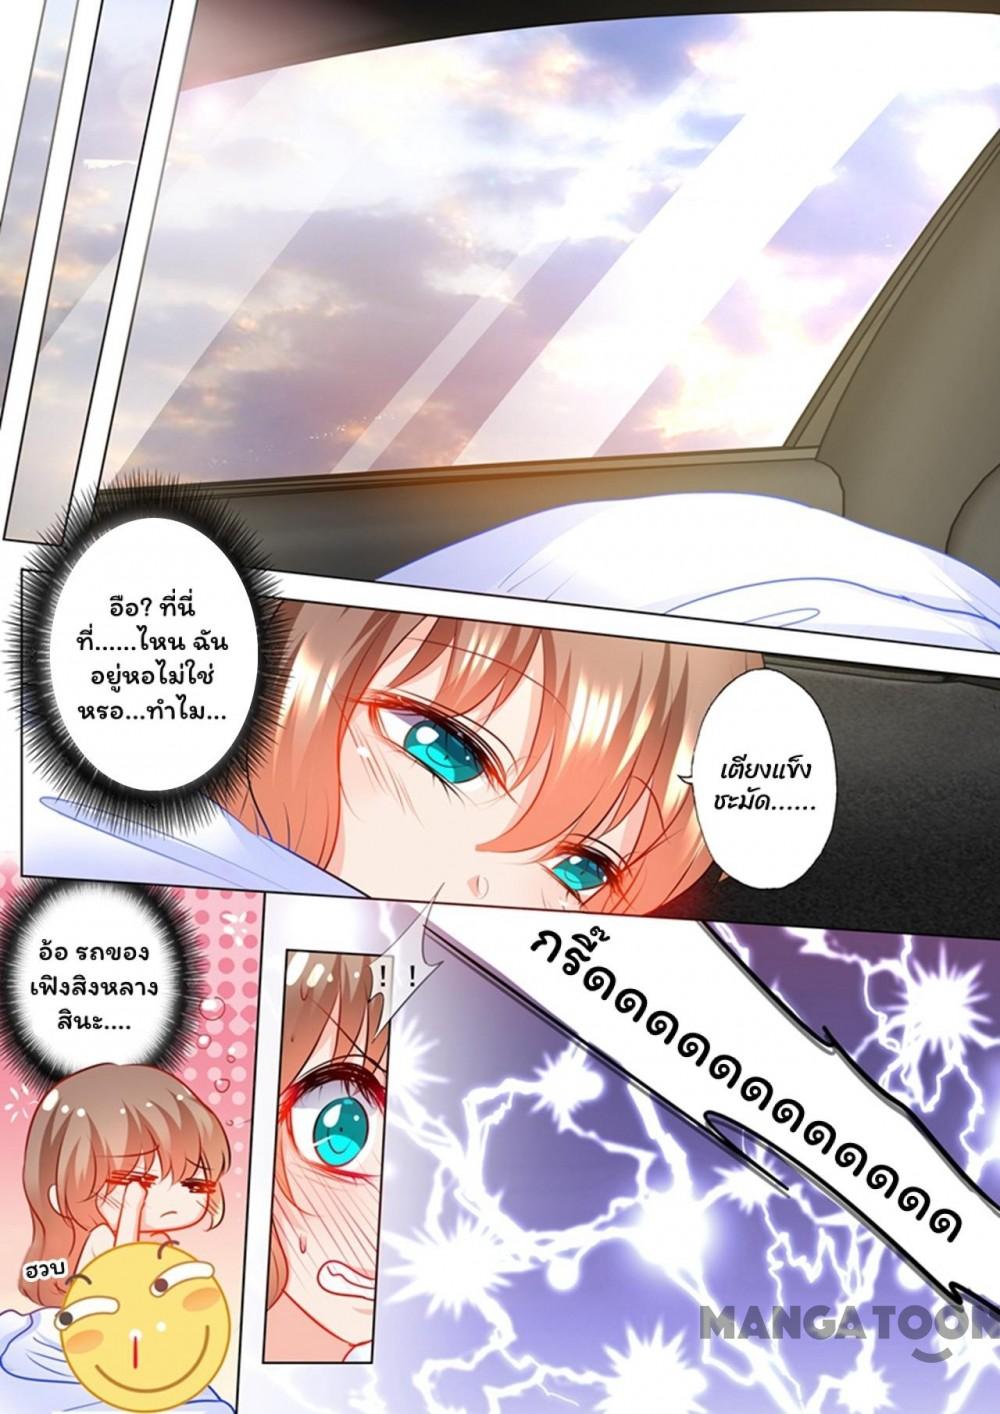 อือ? ที่นี่
ที่......ไหน ฉัน
อยู่หอไม่ใช่
หรอ...ทำไม...
เตียงแข็ง
ชะมัด......
อ้อ รถของ
เฟิงสิงหลาง
สินะ....
! !
กรี๊ดดดดดดดดดดดดดด
ฮวบ
MANGATOON